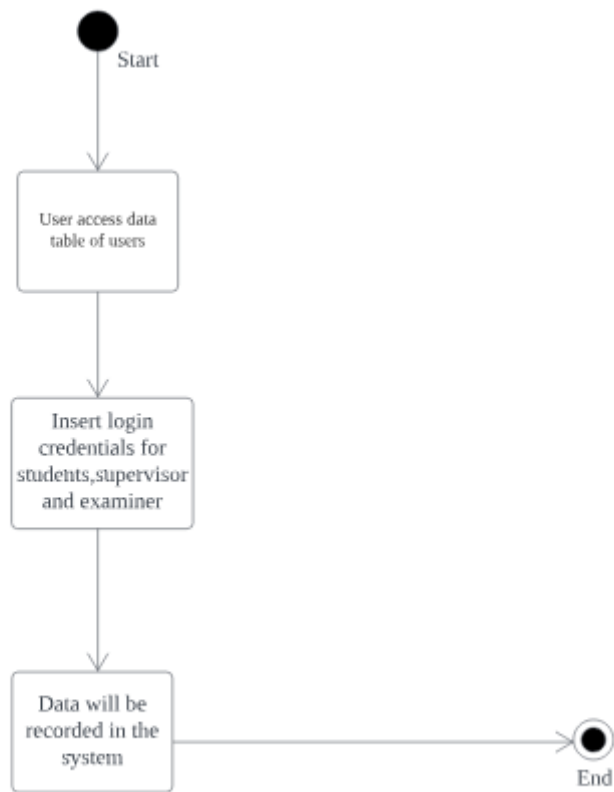 Start
User access data
table of users
Insert login
credentials for
students,supervisor
and examiner
Data will be
recorded in the
system
End